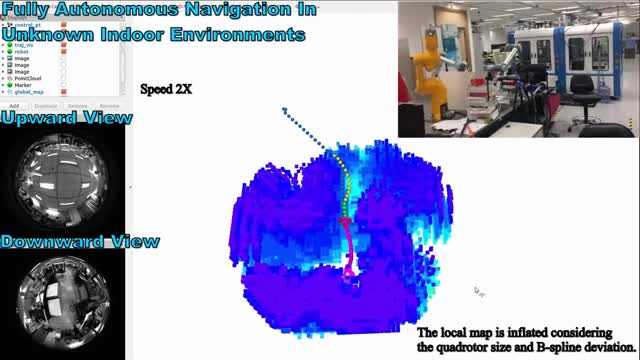 Fully Autonomous Navigation In
Unknown Indoor Environments
Displays
control_pt
traj_vis
robot
Image
Image
Image
PointCloud
Marker
global_map
Add
Duplicate
Remove
Rename
Speed 2X
Upward View
Downward View
The local map is inflated considering
the quadrotor size and B-spline deviation.